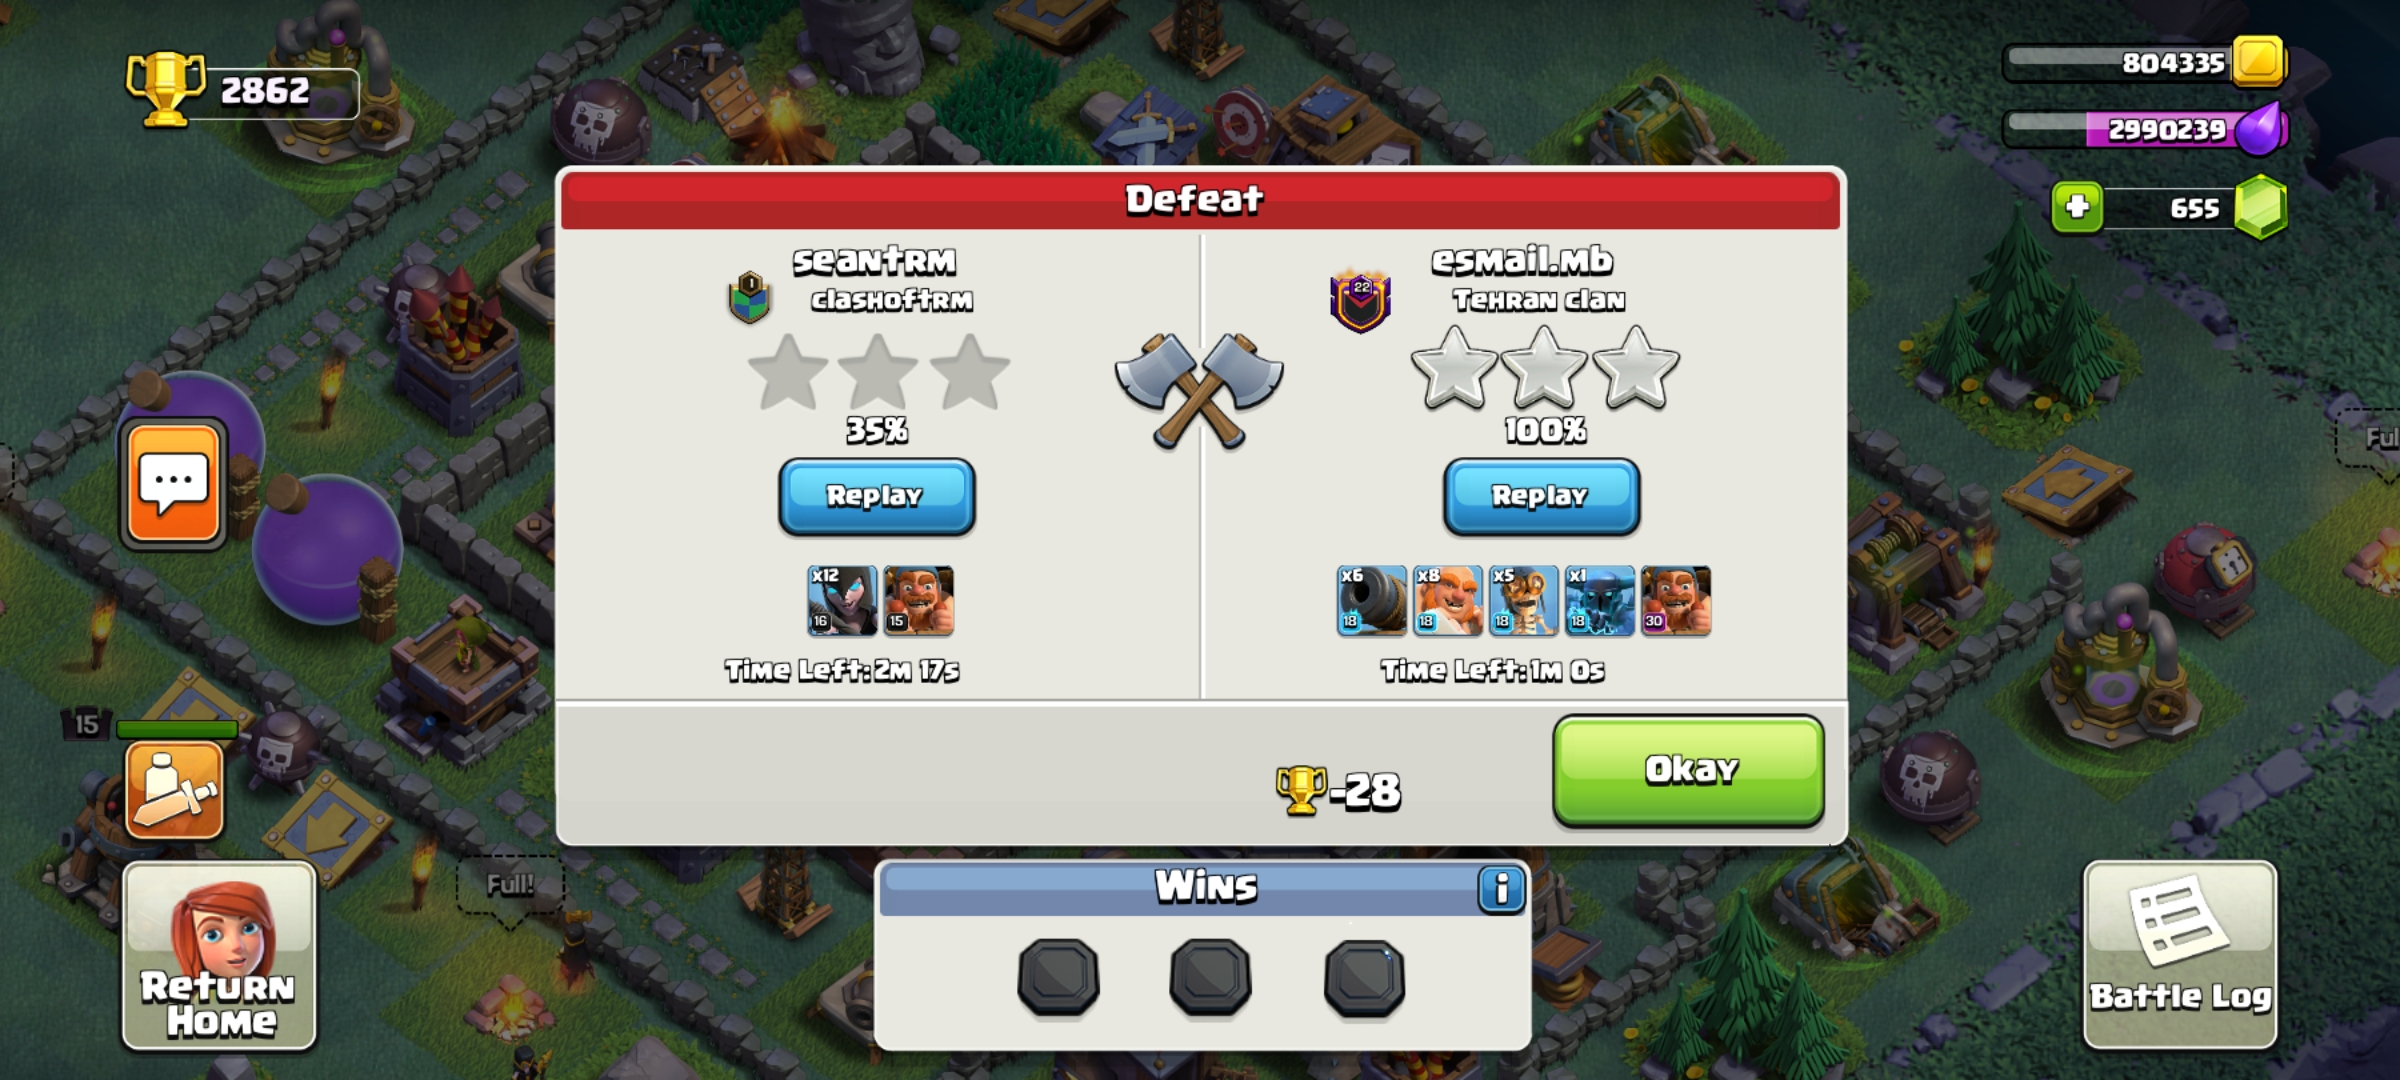 2862
804335
2990239
655
Defeat
seantrm
clashoftrm
1
35%
Replay
x12
16
15
Time Left:2m 17s
esmail.mb
Tehran clan
22
100%
Replay
x6
18
x8
18
x5
18
x1
18
30
Time Left:1m 0s
-28
Okay
Wins
i
15
Full!
Ful
Return
Home
Battle Log